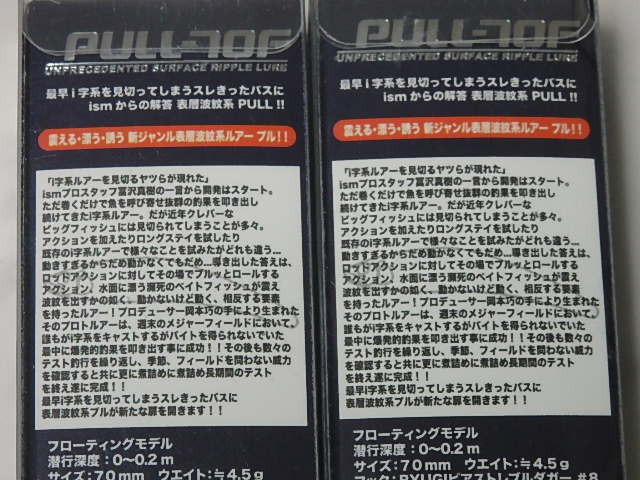 PULL-70F
UNPRECEDENTED SURFACE RIPPLE LURE
最早i字系を見切ってしまうスレきったバスに
ismからの解答 表層波紋系 PULL !!
震える・漂う・誘う 新ジャンル表層波紋系ルアー プル!!
「i字系ルアーを見切るヤツらが現れた」
ismプロスタッフ冨沢真樹の一言から開発はスタート。
ただ巻くだけで魚を呼び寄せ抜群の釣果を叩き出し
続けてきたi字系ルアー。だが近年クレバーな
ビッグフィッシュには見切られてしまうことが多々。
アクションを加えたりロングステイを試したり
既存のi字系ルアーで様々なことを試みたがどれも違う...
動きすぎるからだめ動かなくてもだめ...導き出した答えは、
ロッドアクションに対してその場でプルッとロールする
アクション。水面に漂う瀕死のベイトフィッシュが震え
波紋を出すかの如く、動かないけど動く、相反する要素
を持ったルアー!プロデューサー岡本巧の手により生まれた
そのプロトルアーは、週末のメジャーフィールドにおいて、
誰もがi字系をキャストするがバイトを得られないでいた
最中に爆発的釣果を叩き出す事に成功!!その後も数々の
テスト釣行を繰り返し、季節、フィールドを問わない威力
を確認すると共に更に煮詰めに煮詰め長期間のテスト
を終え遂に完成!!
最早i字系を見切ってしまうスレきったバスに
表層波紋系プルが新たな扉を開きます!!
フローティングモデル
潜行深度:0〜0.2m
サイズ:70mm ウエイト:≒4.5g
PULL-70F
UNPRECEDENTED SURFACE RIPPLE LURE
最早i字系を見切ってしまうスレきったバスに
ismからの解答 表層波紋系 PULL !!
震える・漂う・誘う 新ジャンル表層波紋系ルアー プル!!
「i字系ルアーを見切るヤツらが現れた」
ismプロスタッフ冨沢真樹の一言から開発はスタート。
ただ巻くだけで魚を呼び寄せ抜群の釣果を叩き出し
続けてきたi字系ルアー。だが近年クレバーな
ビッグフィッシュには見切られてしまうことが多々。
アクションを加えたりロングステイを試したり
既存のi字系ルアーで様々なことを試みたがどれも違う...
動きすぎるからだめ動かなくてもだめ...導き出した答えは、
ロッドアクションに対してその場でプルッとロールする
アクション。水面に漂う瀕死のベイトフィッシュが震え
波紋を出すかの如く、動かないけど動く、相反する要素
を持ったルアー!プロデューサー岡本巧の手により生まれた
そのプロトルアーは、週末のメジャーフィールドにおいて、
誰もがi字系をキャストするがバイトを得られないでいた
最中に爆発的釣果を叩き出す事に成功!!その後も数々の
テスト釣行を繰り返し、季節、フィールドを問わない威力
を確認すると共に更に煮詰めに煮詰め長期間のテスト
を終え遂に完成!!
最早i字系を見切ってしまうスレきったバスに
表層波紋系プルが新たな扉を開きます!!
フローティングモデル
潜行深度:0〜0.2m
サイズ:70mm ウエイト:≒4.5g
フック:RYUGIピアストレブルダガー #8